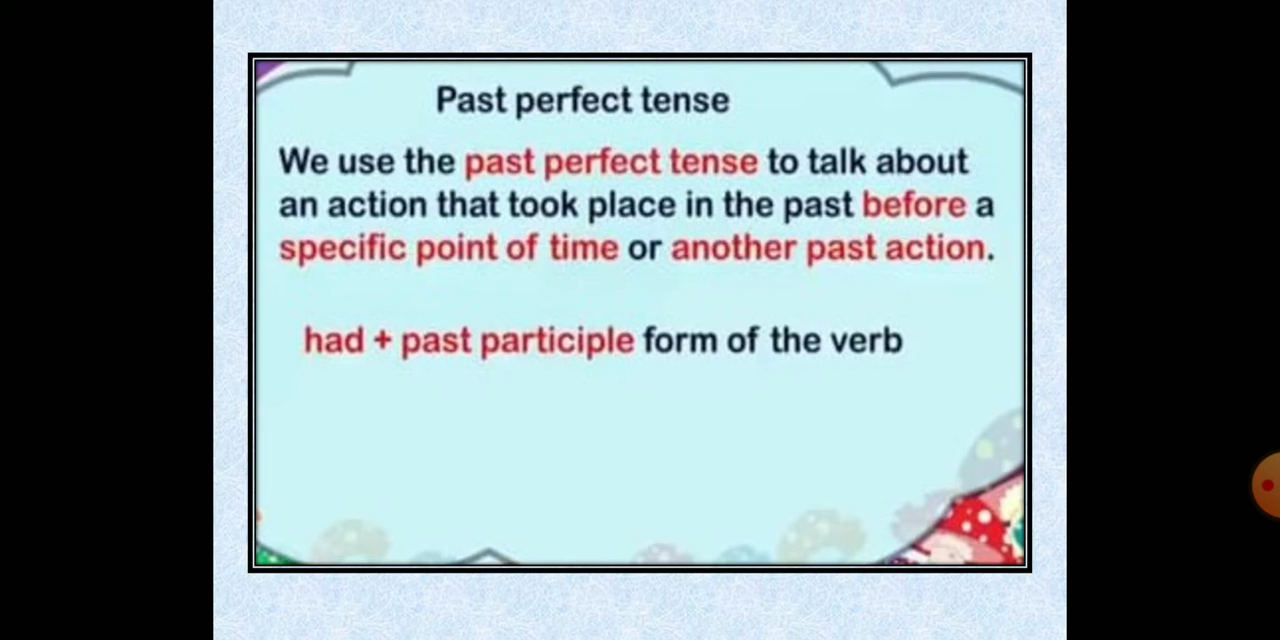 Past perfect tense
We use the past perfect tense to talk about
an action that took place in the past before a
specific point of time or another past action.
had + past participle form of the verb